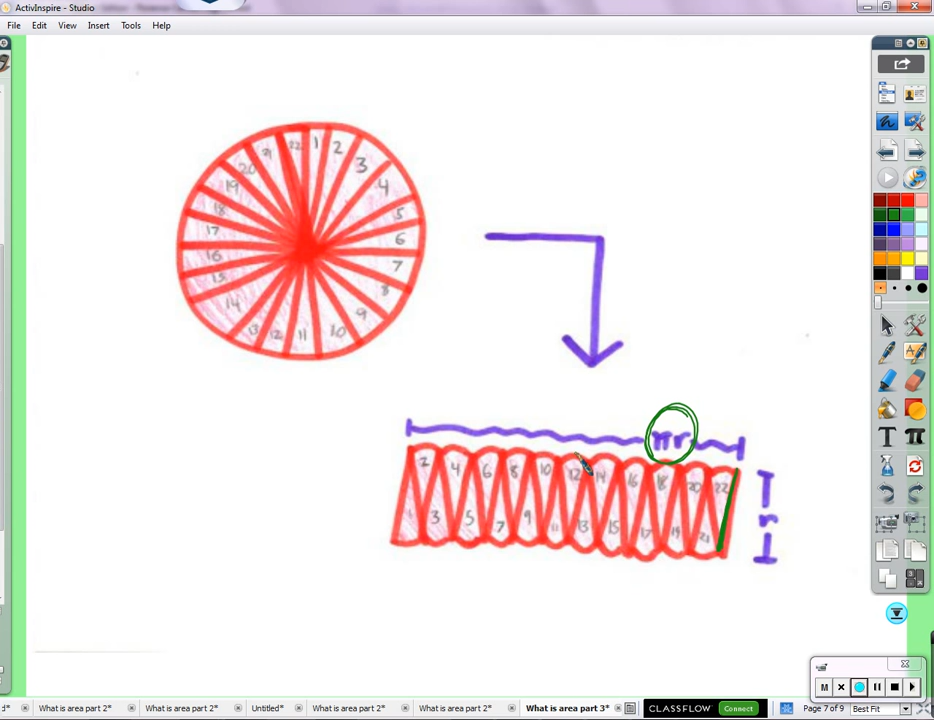 ActivInspire - Studio
File Edit View Insert Tools Help
22 1 2
21 3
20 4
19 5
18 6
17 7
16 8
15 9
14 10
13 12 11
πr
2 4 6 8 10 12 14 16 18 20 22
1 3 5 7 9 11 13 15 17 19 21
r
M
What is area part 2* What is area part 2* Untitled* What is area part 2* What is area part 2* What is area part 3* CLASSFLOW Connect Page 7 of 9 Best Fit